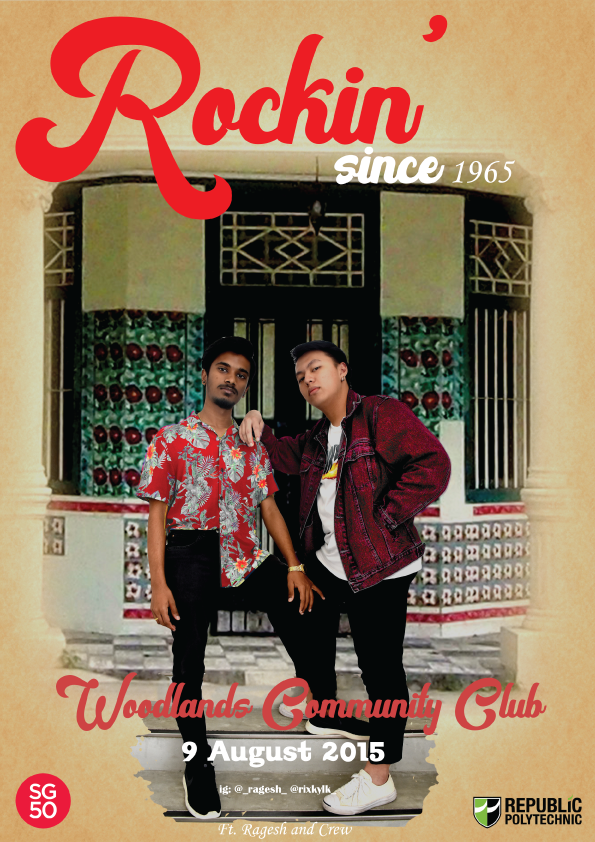 Rockin'
since 1965
Woodlands Community Club
9 August 2015
ig: @_ragesh_ @rixkylk
Ft. Ragesh and Crew
SG
50
REPUBLIC
POLYTECHNIC